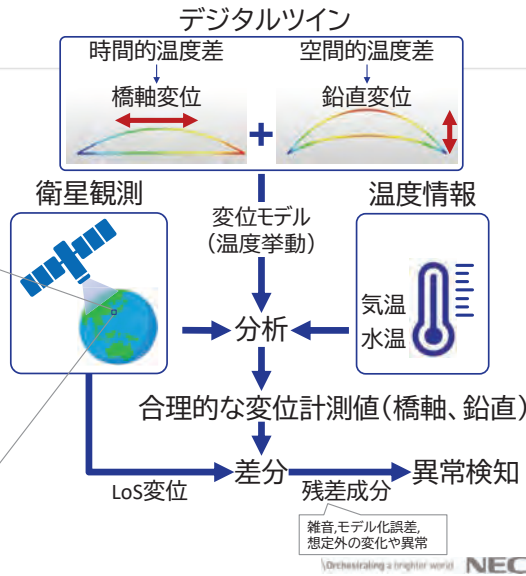 デジタルツイン
時間的温度差
空間的温度差
橋軸変位
鉛直変位
+
衛星観測
変位モデル
(温度挙動)
温度情報
気温
水温
分析
合理的な変位計測値(橋軸、鉛直)
差分
異常検知
LoS変位
残差成分
雑音,モデル化誤差,
想定外の変化や異常
\Orchestrating a brighter world
NEC